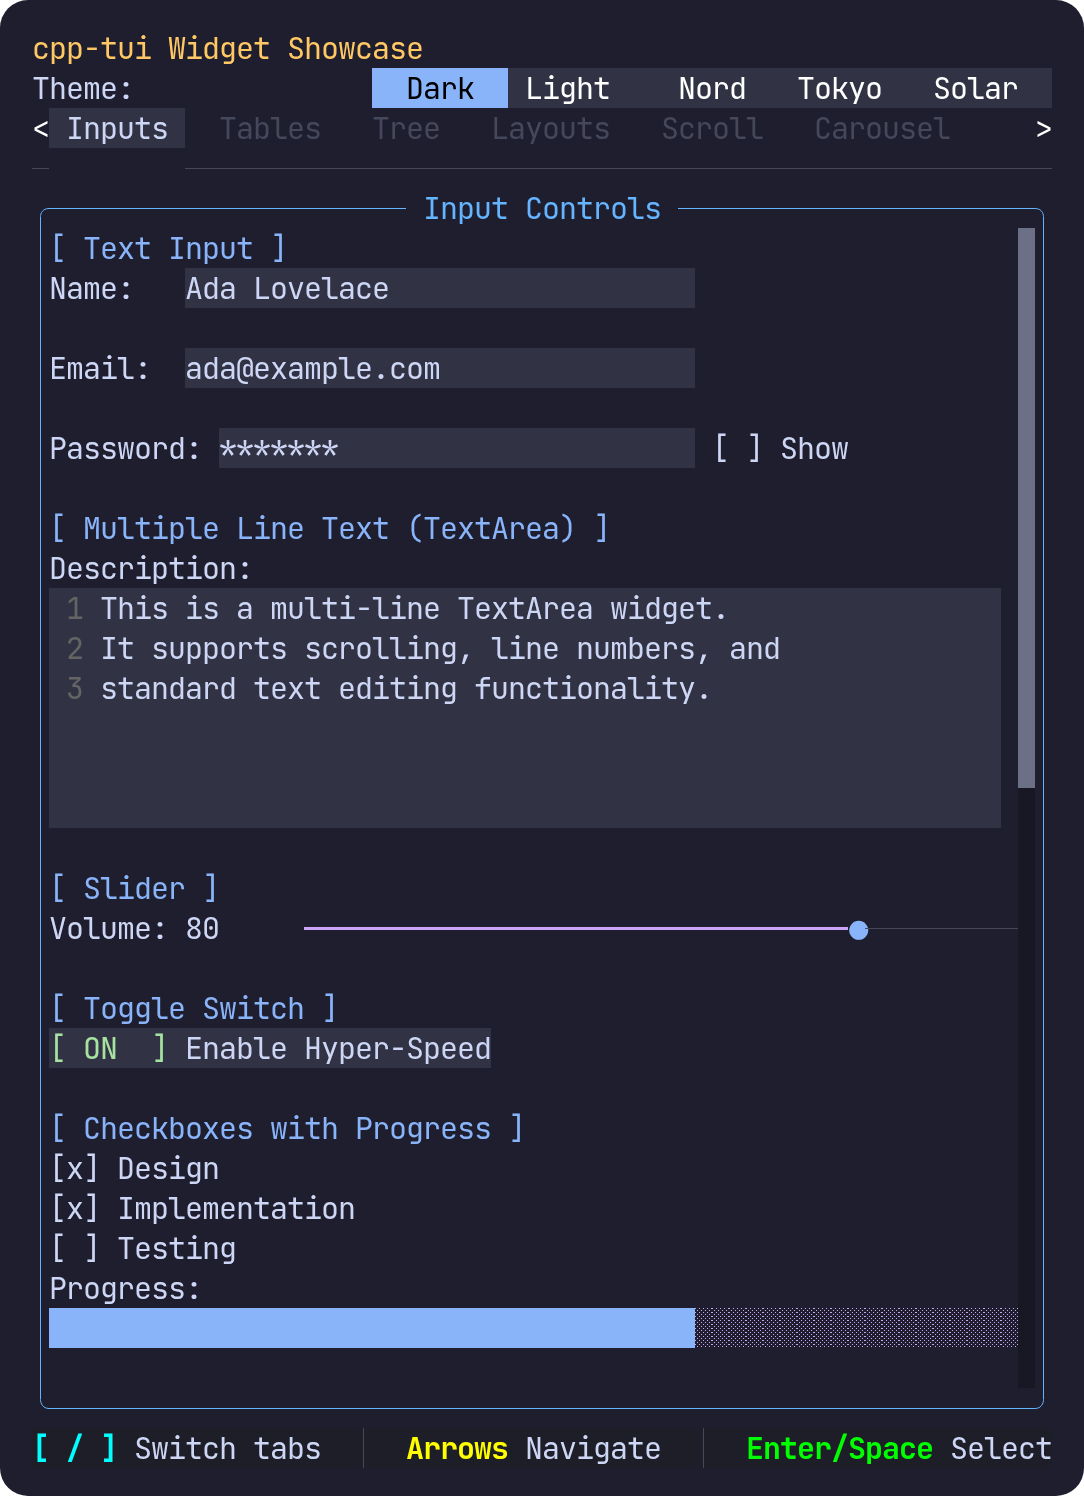 cpp-tui Widget Showcase
Theme: Dark Light Nord Tokyo Solar
< Inputs Tables Tree Layouts Scroll Carousel >
Input Controls
[ Text Input ]
Name: Ada Lovelace
Email: ada@example.com
Password: ******* [ ] Show
[ Multiple Line Text (TextArea) ]
Description:
1 This is a multi-line TextArea widget.
2 It supports scrolling, line numbers, and
3 standard text editing functionality.
[ Slider ]
Volume: 80
[ Toggle Switch ]
[ ON ] Enable Hyper-Speed
[ Checkboxes with Progress ]
[x] Design
[x] Implementation
[ ] Testing
Progress:
[ / ] Switch tabs Arrows Navigate Enter/Space Select